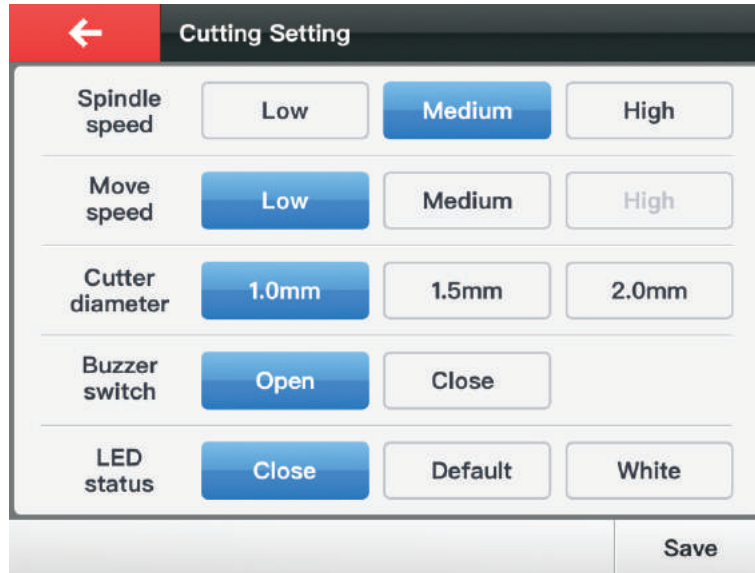 Cutting Setting
Spindle
speed
Low
Medium
High
Move
speed
Low
Medium
High
Cutter
diameter
1.0mm
1.5mm
2.0mm
Buzzer
switch
Open
Close
LED
status
Close
Default
White
Save